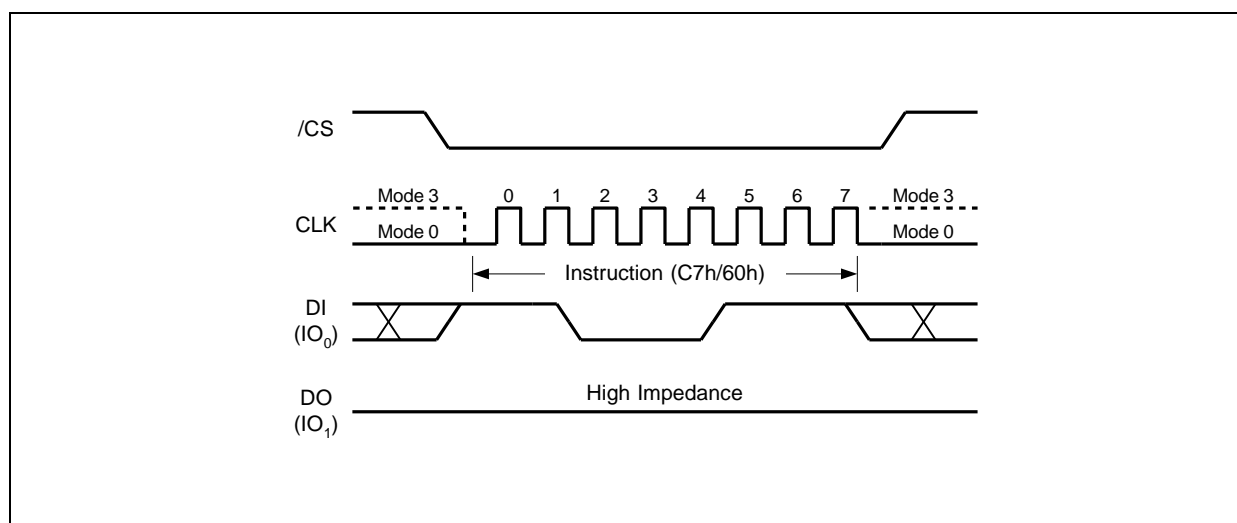 /CS
Mode 3 0 1 2 3 4 5 6 7 Mode 3
CLK
Mode 0 Mode 0
Instruction (C7h/60h)
DI
(IO0)
High Impedance
DO
(IO1)